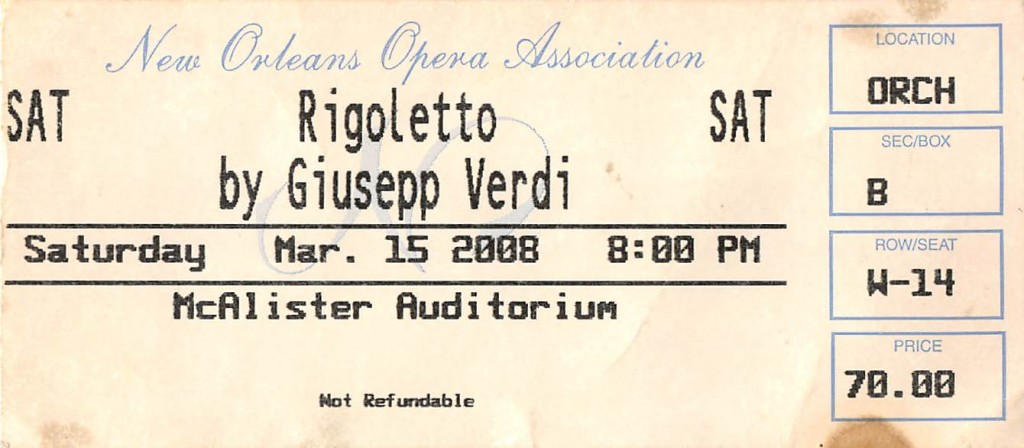 New Orleans Opera Association
SAT Rigoletto SAT
by Giusepp Verdi
Saturday Mar. 15 2008 8:00 PM
McAlister Auditorium
Not Refundable
LOCATION
ORCH
SEC/BOX
B
ROW/SEAT
W-14
PRICE
70.00